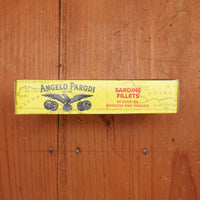 ANGELO PARODI
SARDINE
FILLETS
IN OLIVE OIL
BONELESS AND SKINLESS